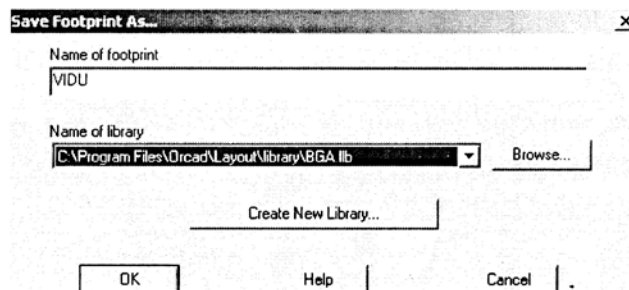 Save Footprint As...
Name of footprint
VIDU
Name of library
C:\Program Files\Orcad\Layout\library\BGA.llb
Browse...
Create New Library...
OK Help Cancel